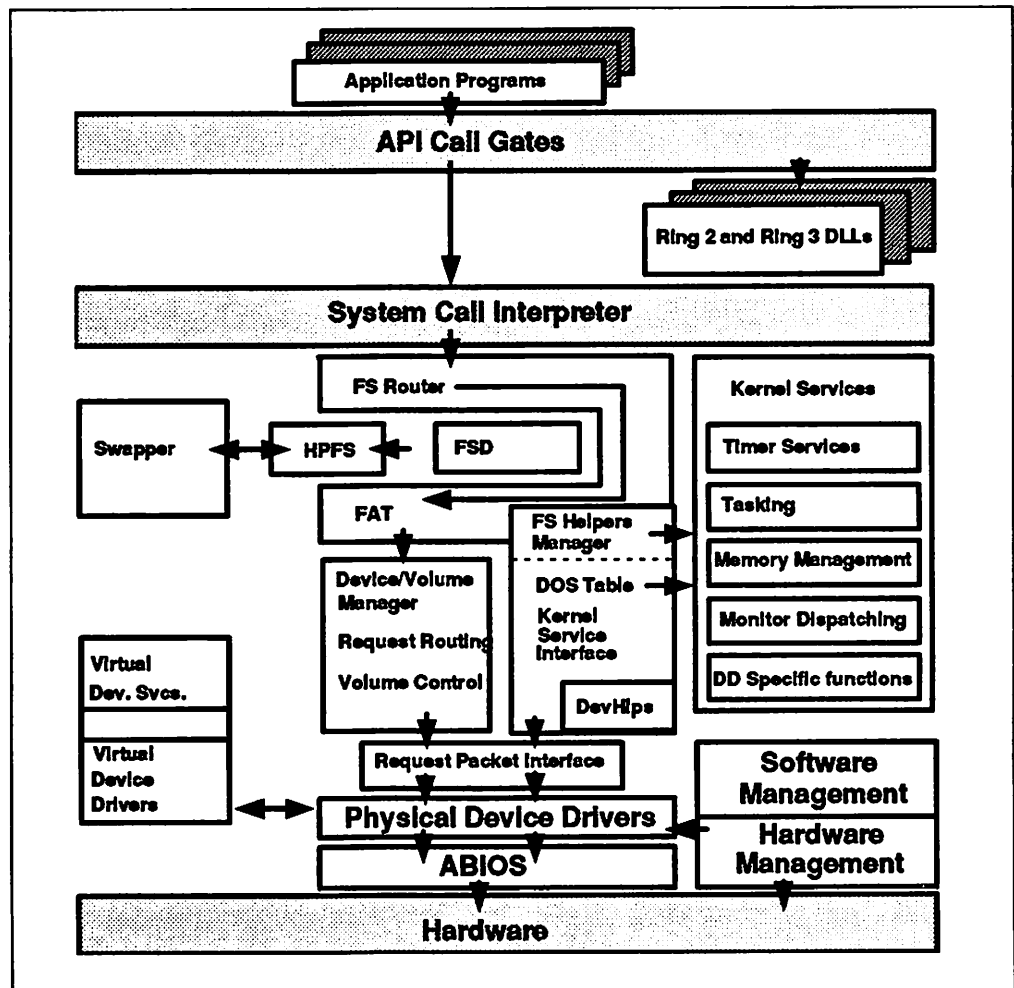 Application Programs
API Call Gates
Ring 2 and Ring 3 DLLs
System Call Interpreter
FS Router
Kernel Services
Swapper
HPFS
FSD
Timer Services
Tasking
FAT
FS Helpers
Manager
Memory Management
Device/Volume
Manager
DOS Table
Request Routing
Kernel
Service
Interface
Monitor Dispatching
Virtual
Dev. Svcs.
Volume Control
DD Specific functions
DevHlps
Virtual
Device
Drivers
Request Packet Interface
Software
Management
Physical Device Drivers
Hardware
Management
ABIOS
Hardware